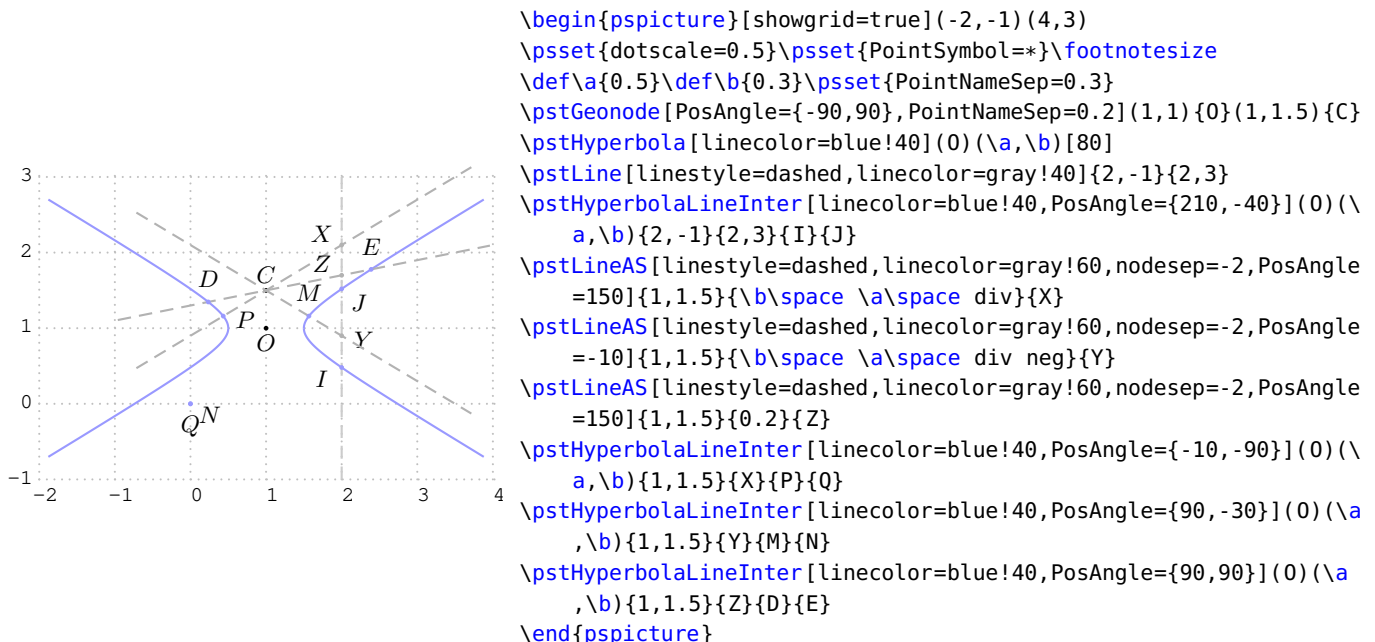 3
2
1
0
−1
−2
−1
0
1
2
3
4
X
E
Z
D
C
M
J
P
O
Y
I
N
Q
\begin{pspicture}[showgrid=true](-2,-1)(4,3)
\psset{dotscale=0.5}\psset{PointSymbol=*}\footnotesize
\def\a{0.5}\def\b{0.3}\psset{PointNameSep=0.3}
\pstGeonode[PosAngle={-90,90},PointNameSep=0.2](1,1){O}(1,1.5){C}
\pstHyperbola[linecolor=blue!40](O)(\a,\b)[80]
\pstLine[linestyle=dashed,linecolor=gray!40]{2,-1}{2,3}
\pstHyperbolaLineInter[linecolor=blue!40,PosAngle={210,-40}](O)(\
a,\b){2,-1}{2,3}{I}{J}
\pstLineAS[linestyle=dashed,linecolor=gray!60,nodesep=-2,PosAngle
=150]{1,1.5}{\b\space \a\space div}{X}
\pstLineAS[linestyle=dashed,linecolor=gray!60,nodesep=-2,PosAngle
=-10]{1,1.5}{\b\space \a\space div neg}{Y}
\pstLineAS[linestyle=dashed,linecolor=gray!60,nodesep=-2,PosAngle
=150]{1,1.5}{0.2}{Z}
\pstHyperbolaLineInter[linecolor=blue!40,PosAngle={-10,-90}](O)(\
a,\b){1,1.5}{X}{P}{Q}
\pstHyperbolaLineInter[linecolor=blue!40,PosAngle={90,-30}](O)(\a
,\b){1,1.5}{Y}{M}{N}
\pstHyperbolaLineInter[linecolor=blue!40,PosAngle={90,90}](O)(\a
,\b){1,1.5}{Z}{D}{E}
\end{pspicture}